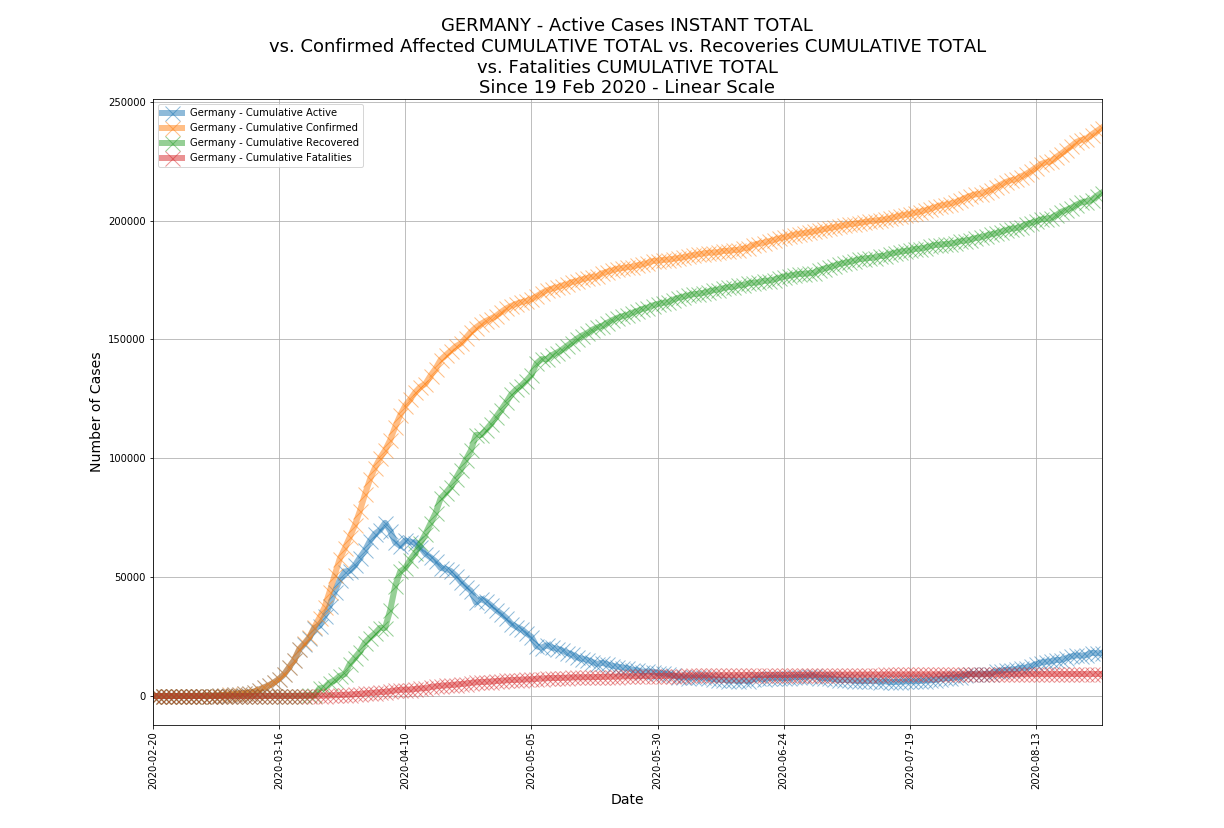 GERMANY - Active Cases INSTANT TOTAL
vs. Confirmed Affected CUMULATIVE TOTAL vs. Recoveries CUMULATIVE TOTAL
vs. Fatalities CUMULATIVE TOTAL
Since 19 Feb 2020 - Linear Scale
Germany - Cumulative Active
Germany - Cumulative Confirmed
Germany - Cumulative Recovered
Germany - Cumulative Fatalities
Number of Cases
250000
200000
150000
100000
50000
0
2020-02-20
2020-03-16
2020-04-10
2020-05-05
2020-05-30
2020-06-24
2020-07-19
2020-08-13
Date